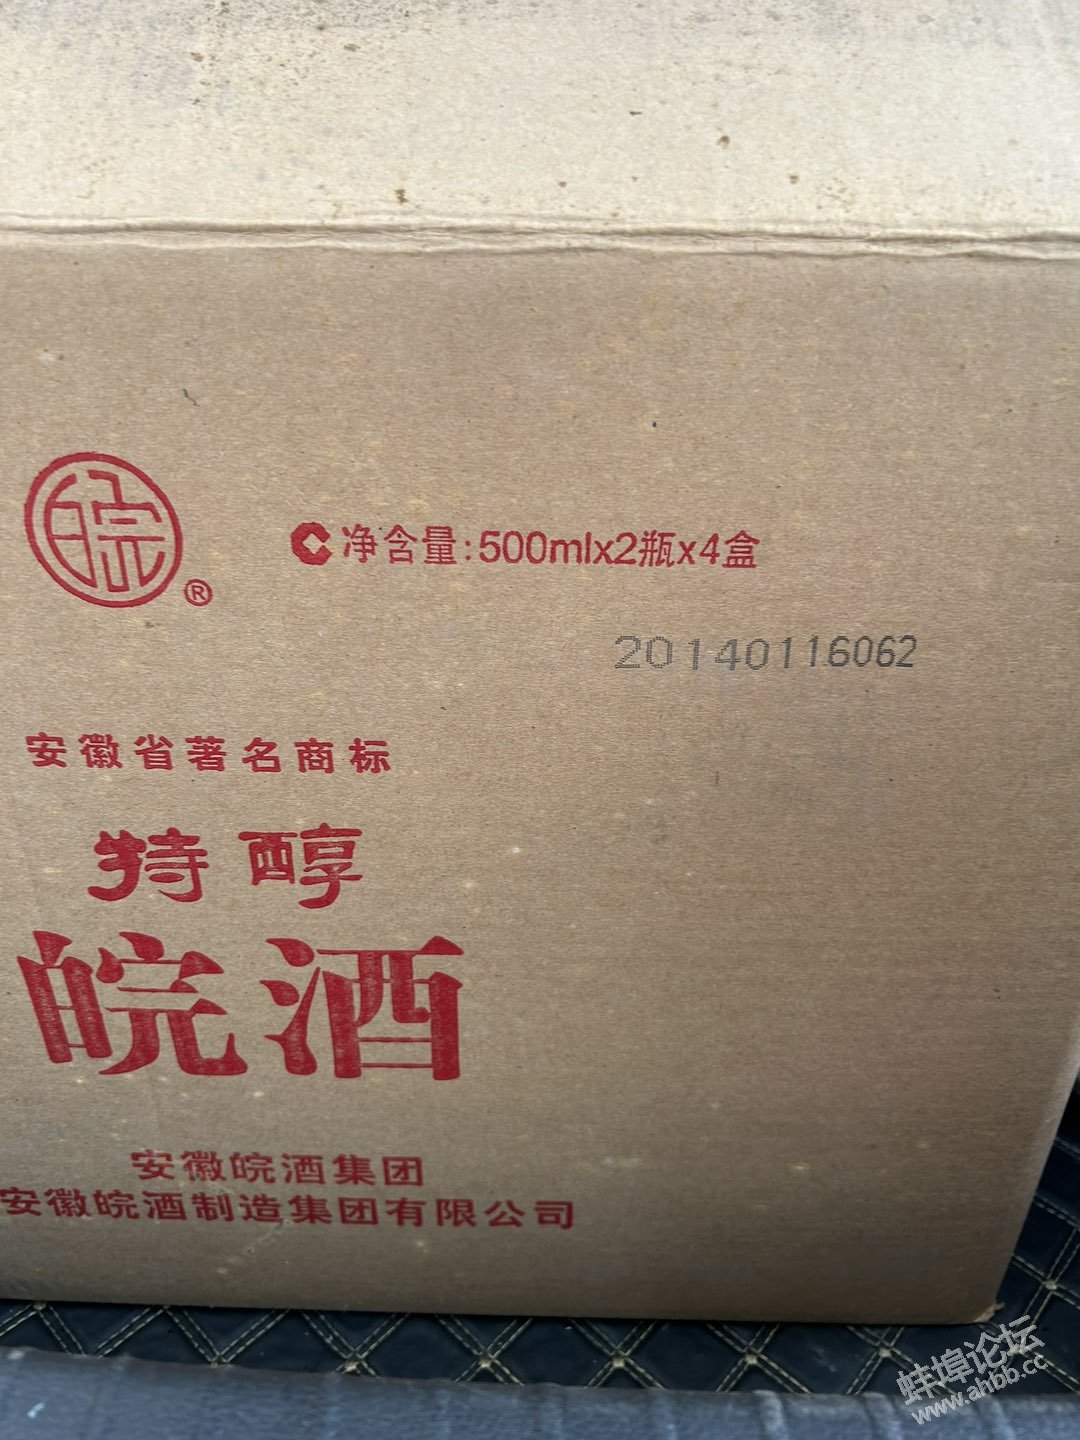 皖
®
净含量:500mlx2瓶x4盒
20140116062
安徽省著名商标
特醇
皖酒
安徽皖酒集团
安徽皖酒制造集团有限公司
蚌埠论坛
www.ahbb.cc